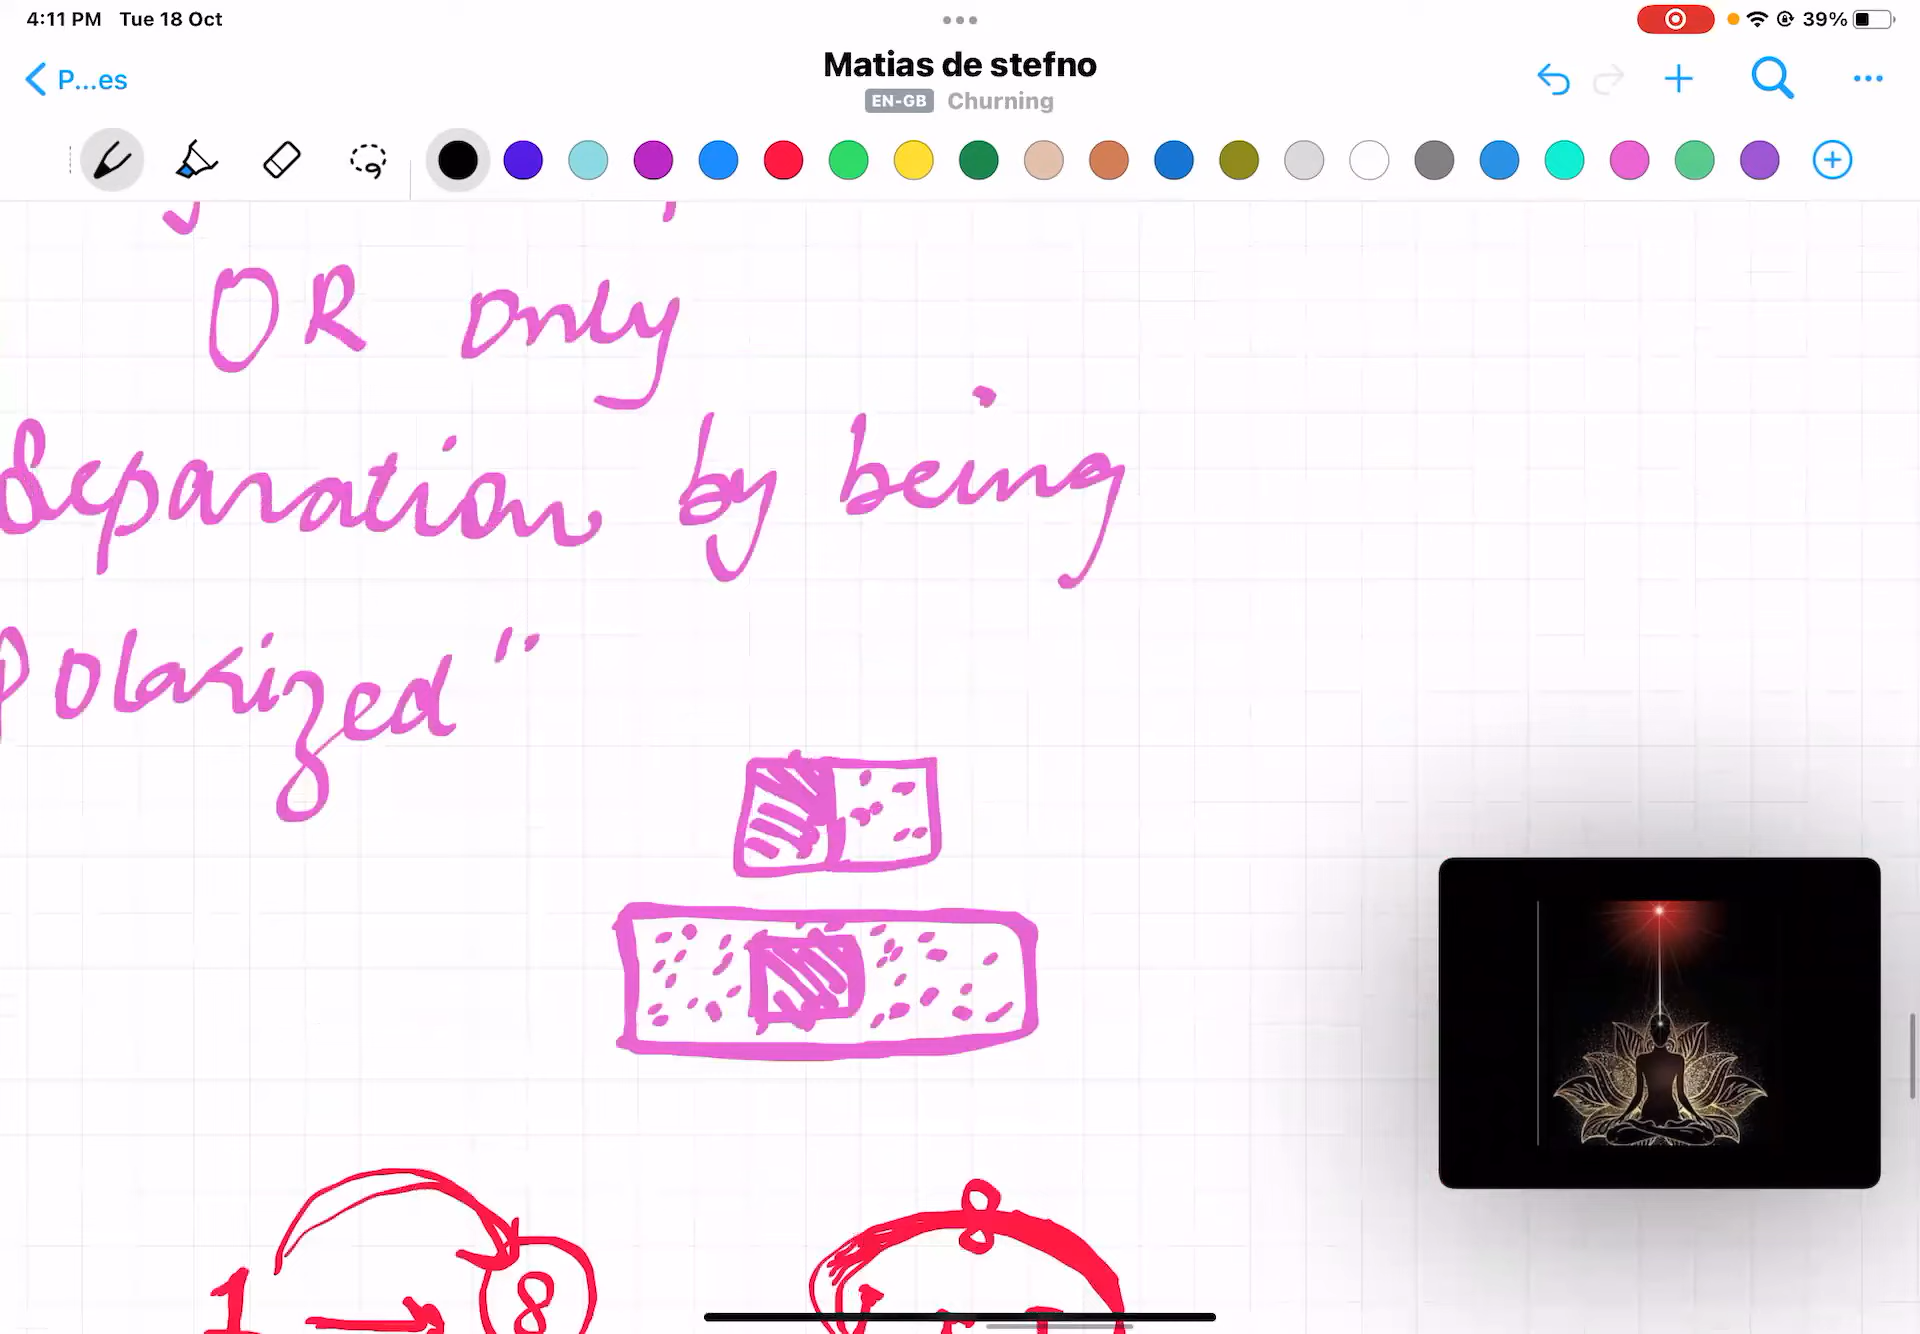 4:11 PM Tue 18 Oct
39%
Matias de stefno
P...es
EN-GB Churning
OR only
Separation by being
Polarized"
8
1
8